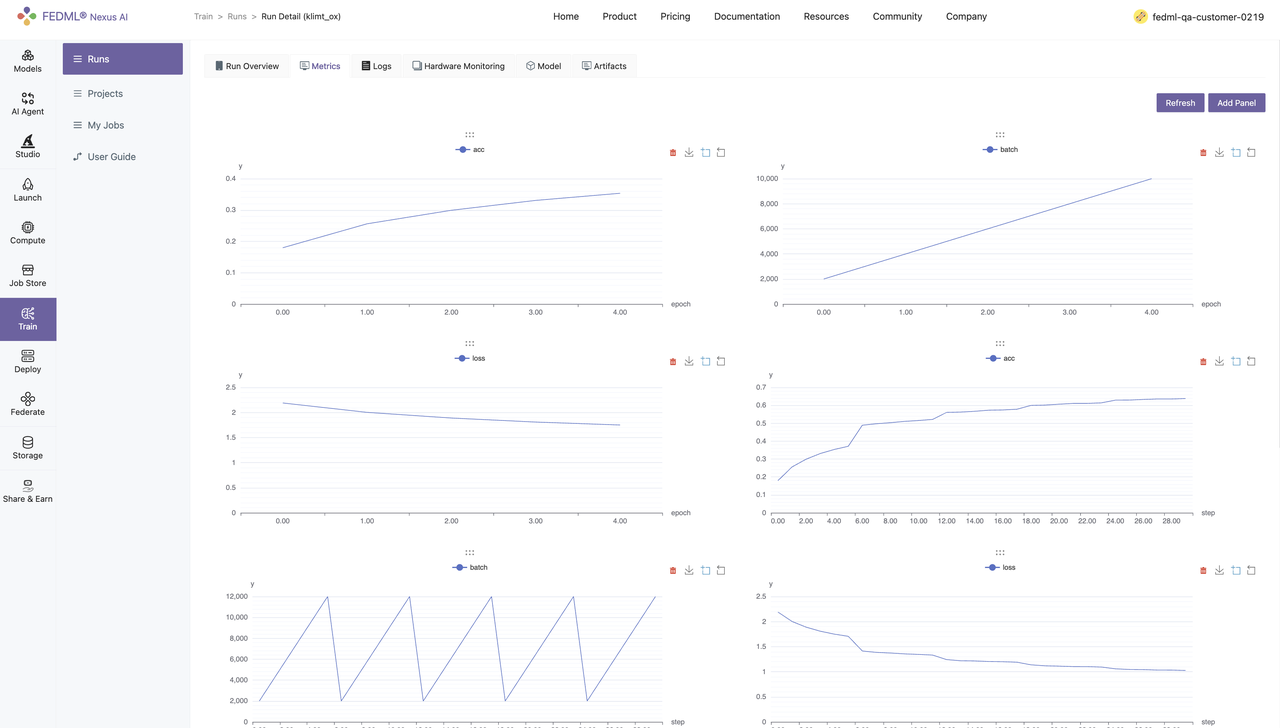 FEDML® Nexus AI
Train > Runs > Run Detail (klimt_ox)
Home Product Pricing Documentation Resources Community Company
fedml-qa-customer-0219
Models
AI Agent
Studio
Launch
Compute
Job Store
Train
Deploy
Federate
Storage
Share & Earn
Runs
Projects
My Jobs
User Guide
Run Overview Metrics Logs Hardware Monitoring Model Artifacts
Refresh Add Panel
acc
y
0.4
0.3
0.2
0.1
0
0.00 1.00 2.00 3.00 4.00
epoch
batch
y
10,000
8,000
6,000
4,000
2,000
0
0.00 1.00 2.00 3.00 4.00
epoch
loss
y
2.5
2
1.5
1
0.5
0
0.00 1.00 2.00 3.00 4.00
epoch
acc
y
0.7
0.6
0.5
0.4
0.3
0.2
0.1
0
0.00 2.00 4.00 6.00 8.00 10.00 12.00 14.00 16.00 18.00 20.00 22.00 24.00 26.00 28.00
step
batch
y
12,000
10,000
8,000
6,000
4,000
2,000
0
step
loss
y
2.5
2
1.5
1
0.5
0
step